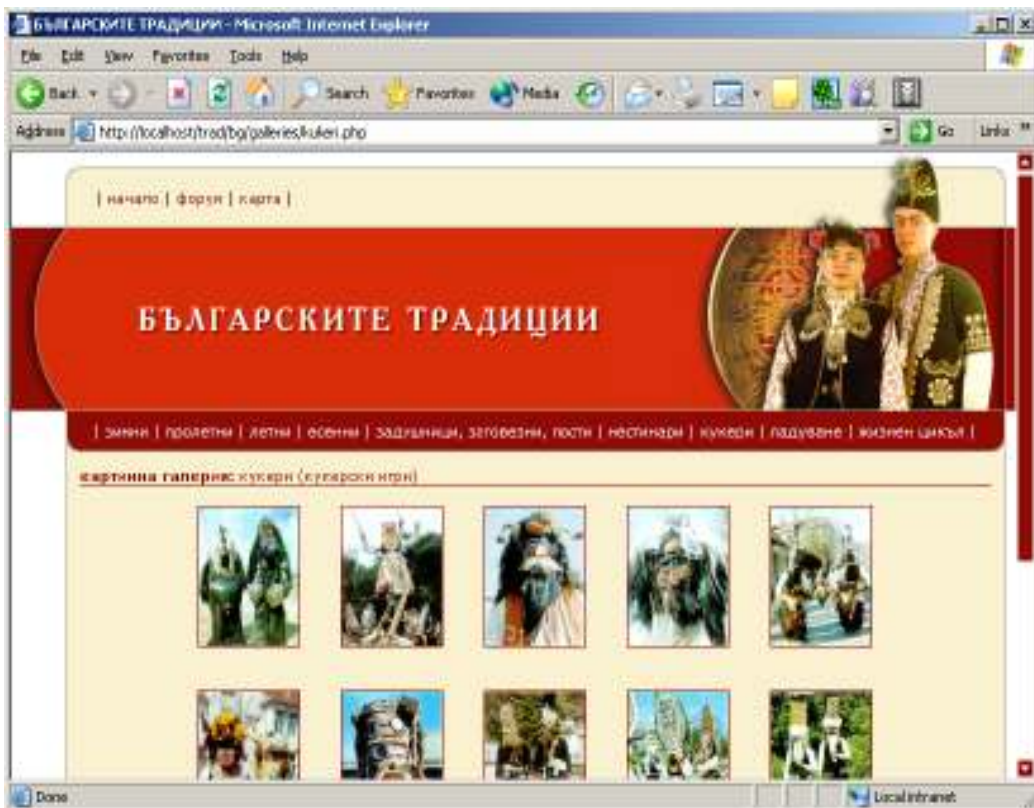 БЪЛГАРСКИТЕ ТРАДИЦИИ - Microsoft Internet Explorer
File Edit View Favorites Tools Help
Back Search Favorites Media
Address http://localhost/trad/bg/galleries/kukeri.php Go Links »
| начало | форум | карта |
БЪЛГАРСКИТЕ ТРАДИЦИИ
| зимни | пролетни | летни | есенни | задушници, заговезни, пости | нестинари | кукери | ладуване | жизнен цикъл |
картинна галерия: кукери (кукерски игри)
Done Local intranet